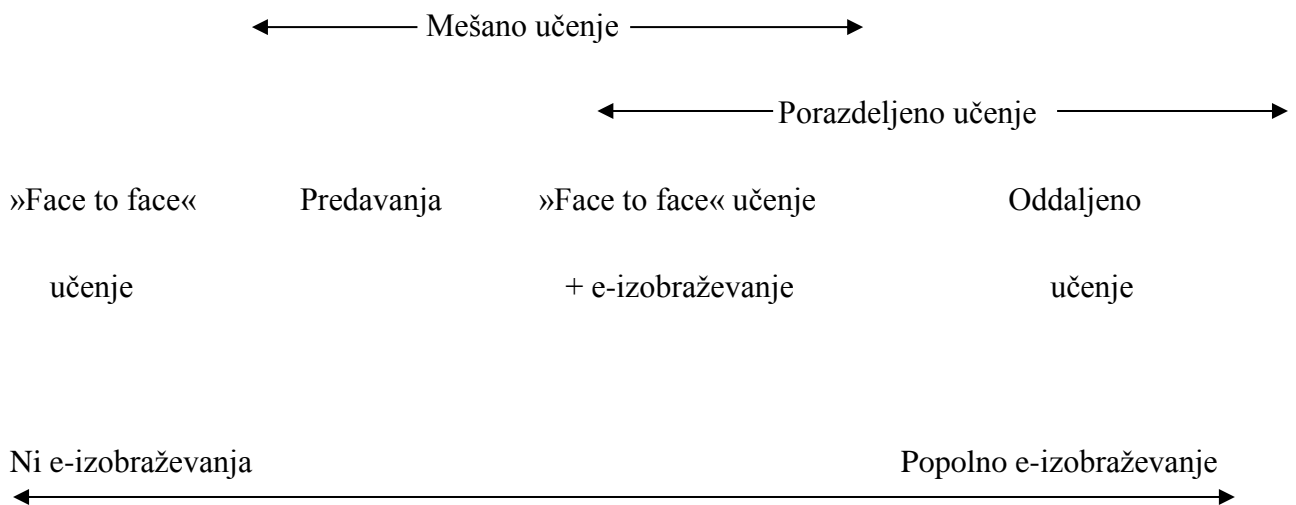 Mešano učenje
Porazdeljeno učenje
»Face to face« Predavanja »Face to face« učenje Oddaljeno
učenje + e-izobraževanje učenje
Ni e-izobraževanja Popolno e-izobraževanje